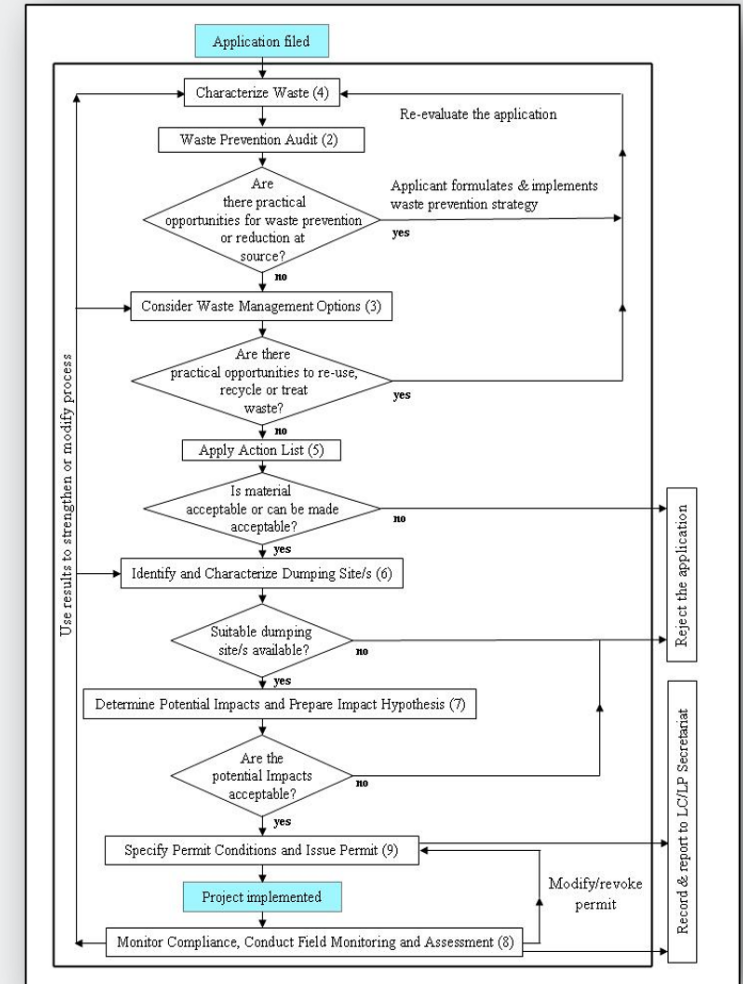 Application filed
Characterize Waste (4)
Re-evaluate the application
Waste Prevention Audit (2)
Are
there practical
opportunities for waste prevention
or reduction at
source?
Applicant formulates & implements
waste prevention strategy
yes
no
Consider Waste Management Options (3)
Are there
practical opportunities to re-use,
recycle or treat
waste?
yes
no
Apply Action List (5)
Is material
acceptable or can be made
acceptable?
no
yes
Identify and Characterize Dumping Site/s (6)
Suitable dumping
site/s available?
no
yes
Determine Potential Impacts and Prepare Impact Hypothesis (7)
Are the
potential Impacts
acceptable?
no
yes
Specify Permit Conditions and Issue Permit (9)
Project implemented
Modify/revoke
permit
Monitor Compliance, Conduct Field Monitoring and Assessment (8)
Use results to strengthen or modify process
Reject the application
Record & report to LC/LP Secretariat